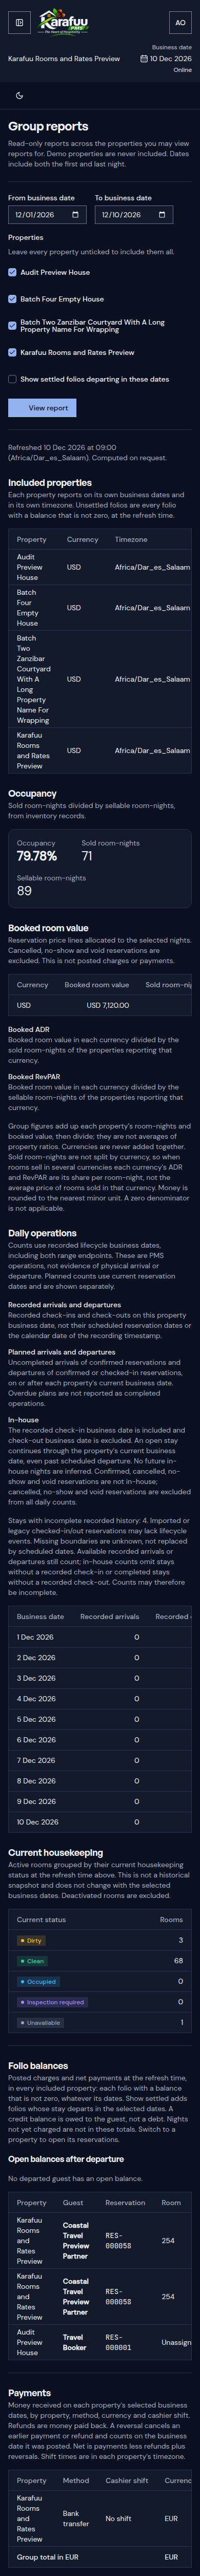 Karafuu
PMS
The Heart of Hospitality
AO
Business date
Karafuu Rooms and Rates Preview
10 Dec 2026
Online
Group reports
Read-only reports across the properties you may view
reports for. Demo properties are never included. Dates
include both the first and last night.
From business date
To business date
12/01/2026
12/10/2026
Properties
Leave every property unticked to include them all.
Audit Preview House
Batch Four Empty House
Batch Two Zanzibar Courtyard With A Long
Property Name For Wrapping
Karafuu Rooms and Rates Preview
Show settled folios departing in these dates
View report
Refreshed 10 Dec 2026 at 09:00
(Africa/Dar_es_Salaam). Computed on request.
Included properties
Each property reports on its own business dates and
in its own timezone. Unsettled folios are every folio
with a balance that is not zero, at the refresh time.
Property Currency Timezone
Audit
Preview
House
USD Africa/Dar_es_Salaam
Batch
Four
Empty
House
USD Africa/Dar_es_Salaam
Batch
Two
Zanzibar
Courtyard
With A
Long
Property
Name For
Wrapping
USD Africa/Dar_es_Salaam
Karafuu
Rooms
and Rates
Preview
USD Africa/Dar_es_Salaam
Occupancy
Sold room-nights divided by sellable room-nights,
from inventory records.
Occupancy Sold room-nights
79.78% 71
Sellable room-nights
89
Booked room value
Reservation price lines allocated to the selected nights.
Cancelled, no-show and void reservations are
excluded. This is not posted charges or payments.
Currency Booked room value Sold room-nig
USD USD 7,120.00
Booked ADR
Booked room value in each currency divided by the
sold room-nights of the properties reporting that
currency.
Booked RevPAR
Booked room value in each currency divided by the
sellable room-nights of the properties reporting that
currency.
Group figures add up each property's room-nights and
booked value, then divide; they are not averages of
property ratios. Currencies are never added together.
Sold room-nights are not split by currency, so when
rooms sell in several currencies each currency's ADR
and RevPAR are its share per room-night, not the
average price of rooms sold in that currency. Money is
rounded to the nearest minor unit. A zero denominator
is not applicable.
Daily operations
Counts use recorded lifecycle business dates,
including both range endpoints. These are PMS
operations, not evidence of physical arrival or
departure. Planned counts use current reservation
dates and are shown separately.
Recorded arrivals and departures
Recorded check-ins and check-outs on this property
business date, not their scheduled reservation dates or
the calendar date of the recording timestamp.
Planned arrivals and departures
Uncompleted arrivals of confirmed reservations and
departures of confirmed or checked-in reservations,
on or after each property's current business date.
Overdue plans are not reported as completed
operations.
In-house
The recorded check-in business date is included and
check-out business date is excluded. An open stay
continues through the property's current business
date, even past scheduled departure. No future in-
house nights are inferred. Confirmed, cancelled, no-
show and void reservations are not in-house;
cancelled, no-show and void reservations are excluded
from all daily counts.
Stays with incomplete recorded history: 4. Imported or
legacy checked-in/out reservations may lack lifecycle
events. Missing boundaries are unknown, not replaced
by scheduled dates. Available recorded arrivals or
departures still count; in-house counts omit stays
without a recorded check-in or completed stays
without a recorded check-out. Counts may therefore
be incomplete.
Business date Recorded arrivals Recorded
1 Dec 2026 0
2 Dec 2026 0
3 Dec 2026 0
4 Dec 2026 0
5 Dec 2026 0
6 Dec 2026 0
7 Dec 2026 0
8 Dec 2026 0
9 Dec 2026 0
10 Dec 2026 0
Current housekeeping
Active rooms grouped by their current housekeeping
status at the refresh time above. This is not a historical
snapshot and does not change with the selected
business dates. Deactivated rooms are excluded.
Current status Rooms
Dirty 3
Clean 68
Occupied 0
Inspection required 0
Unavailable 1
Folio balances
Posted charges and net payments at the refresh time,
in every included property: each folio with a balance
that is not zero, whatever its dates. Show settled adds
folios whose stay departs in the selected dates. A
credit balance is owed to the guest, not a debt. Nights
not yet charged are not in these totals. Switch to a
property to open its reservations.
Open balances after departure
No departed guest has an open balance.
Property Guest Reservation Room
Karafuu
Rooms
and
Rates
Preview
Coastal
Travel
Preview
Partner
RES-
000058
254
Karafuu
Rooms
and
Rates
Preview
Coastal
Travel
Preview
Partner
RES-
000058
254
Audit
Preview
House
Travel
Booker
RES-
000001
Unassign
Payments
Money received on each property's selected business
dates, by property, method, currency and cashier shift.
Refunds are money paid back. A reversal cancels an
earlier payment or refund and counts on the business
date it was posted. Net is payments less refunds plus
reversals. Shift times are in each property's timezone.
Property Method Cashier shift Currenc
Karafuu
Rooms
and
Rates
Preview
Bank
transfer
No shift
EUR
Group total in EUR EUR